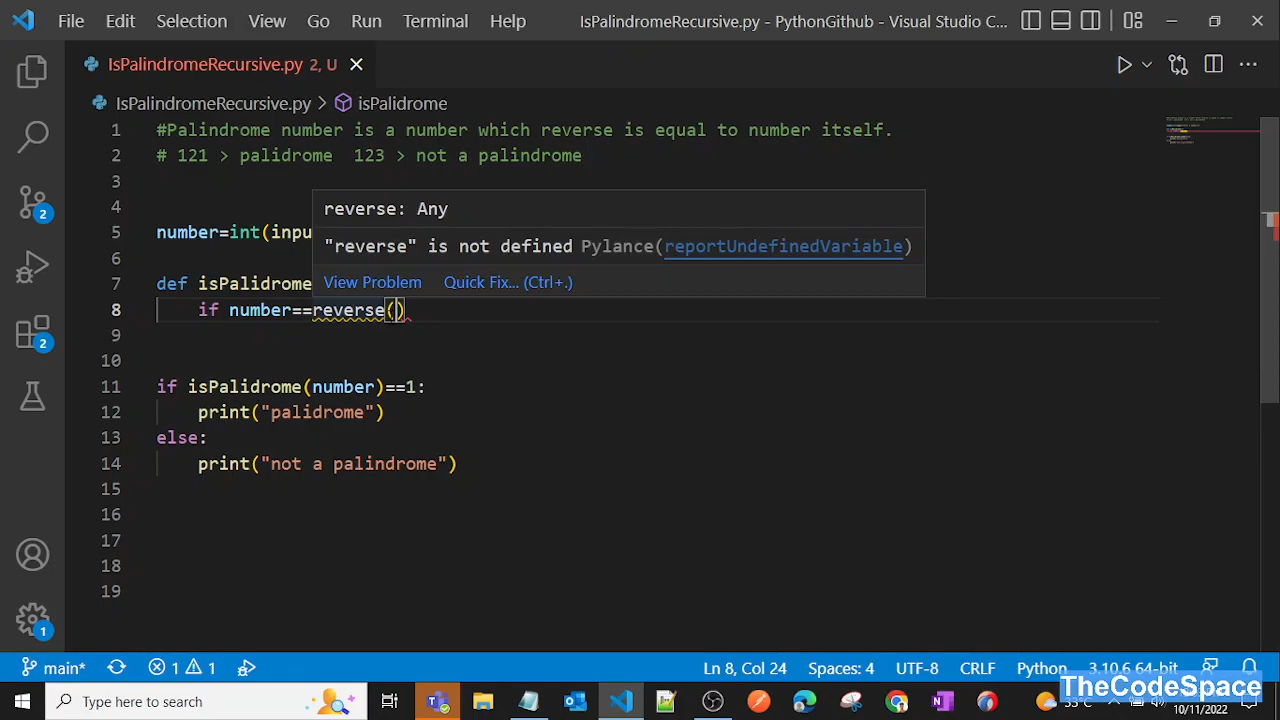 File Edit Selection View Go Run Terminal Help IsPalindromeRecursive.py - PythonGithub - Visual Studio C...
IsPalindromeRecursive.py 2, U
IsPalindromeRecursive.py > isPalidrome
1 #Palindrome number is a number which reverse is equal to number itself.
2 # 121 > palidrome  123 > not a palindrome
3
4
reverse: Any
5 number=int(inpu
"reverse" is not defined Pylance(reportUndefinedVariable)
6
7 def isPalidrome
View Problem Quick Fix... (Ctrl+.)
8 if number==reverse()
9
10
11 if isPalidrome(number)==1:
12 print("palidrome")
13 else:
14 print("not a palindrome")
15
16
17
18
19
2
2
1
main* 1 1 Ln 8, Col 24 Spaces: 4 UTF-8 CRLF Python 3.10.6 64-bit
TheCodeSpace
Type here to search 33°C
10/11/2022